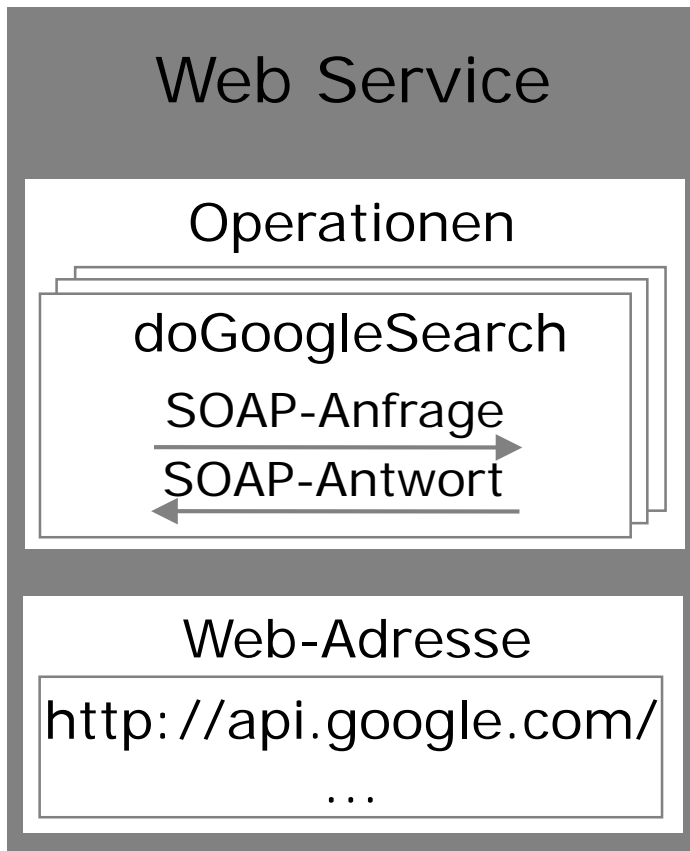 Web Service
Operationen
doGoogleSearch
SOAP-Anfrage
SOAP-Antwort
Web-Adresse
http://api.google.com/
...